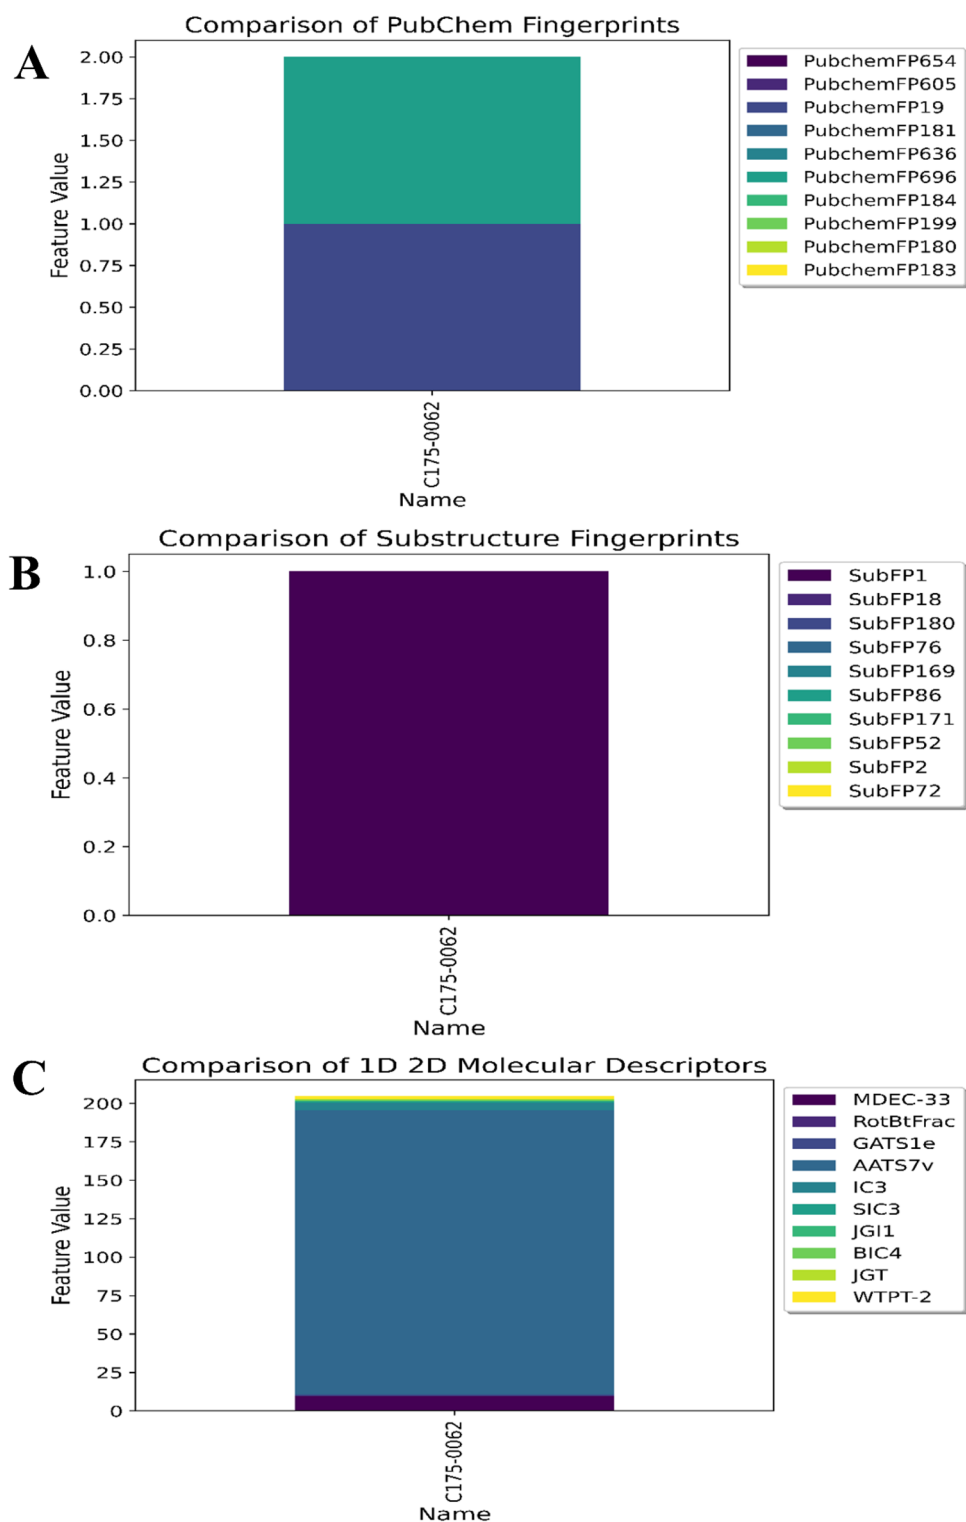 Comparison of PubChem Fingerprints
A
2.00
1.75
1.50
1.25
1.00
0.75
0.50
0.25
0.00
Feature Value
C175-0062
Name
PubchemFP654
PubchemFP605
PubchemFP19
PubchemFP181
PubchemFP636
PubchemFP696
PubchemFP184
PubchemFP199
PubchemFP180
PubchemFP183
Comparison of Substructure Fingerprints
B
1.0
0.8
0.6
0.4
0.2
0.0
Feature Value
C175-0062
Name
SubFP1
SubFP18
SubFP180
SubFP76
SubFP169
SubFP86
SubFP171
SubFP52
SubFP2
SubFP72
Comparison of 1D 2D Molecular Descriptors
C
200
175
150
125
100
75
50
25
0
Feature Value
C175-0062
Name
MDEC-33
RotBtFrac
GATS1e
AATS7v
IC3
SIC3
JGI1
BIC4
JGT
WTPT-2